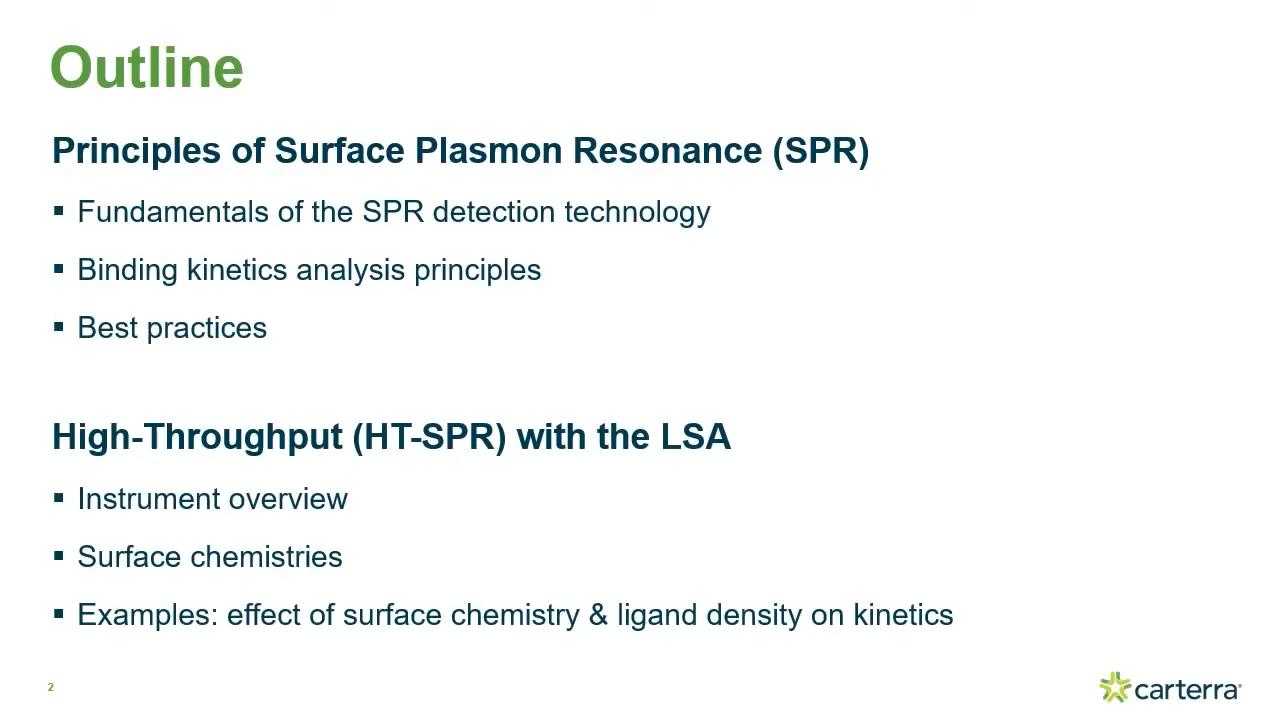 Outline
Principles of Surface Plasmon Resonance (SPR)
▪ Fundamentals of the SPR detection technology
▪ Binding kinetics analysis principles
▪ Best practices
High-Throughput (HT-SPR) with the LSA
▪ Instrument overview
▪ Surface chemistries
▪ Examples: effect of surface chemistry & ligand density on kinetics
2
carterra